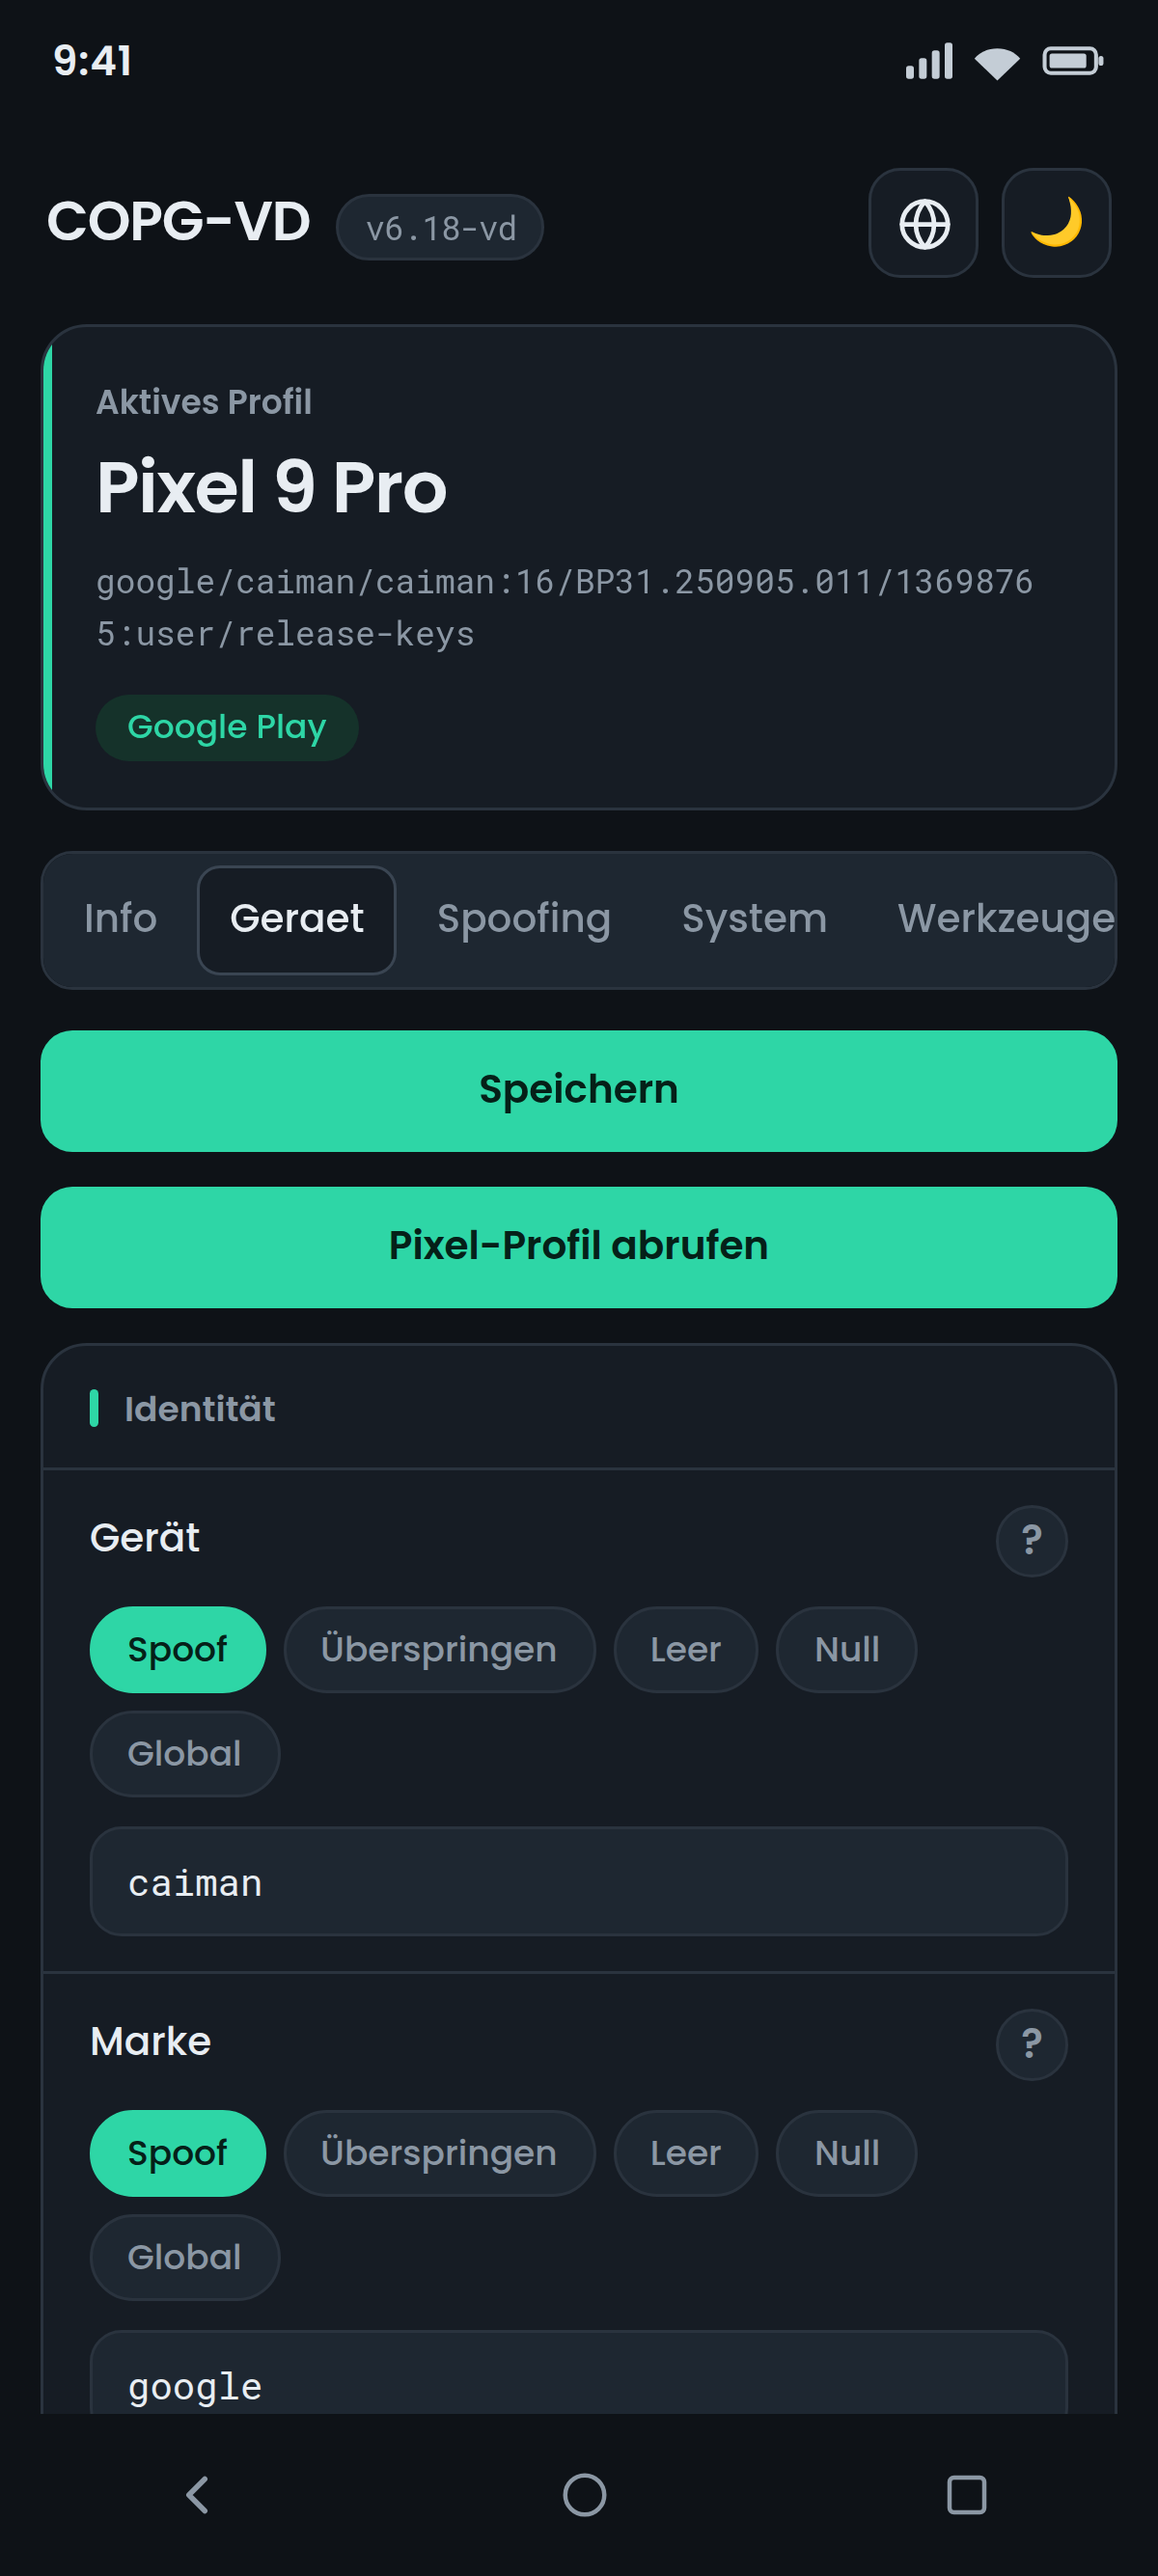 9:41
COPG-VD v6.18-vd
Aktives Profil
Pixel 9 Pro
google/caiman/caiman:16/BP31.250905.011/1369876
5:user/release-keys
Google Play
Info Geraet Spoofing System Werkzeuge
Speichern
Pixel-Profil abrufen
Identität
Gerät ?
Spoof Überspringen Leer Null
Global
caiman
Marke ?
Spoof Überspringen Leer Null
Global
google